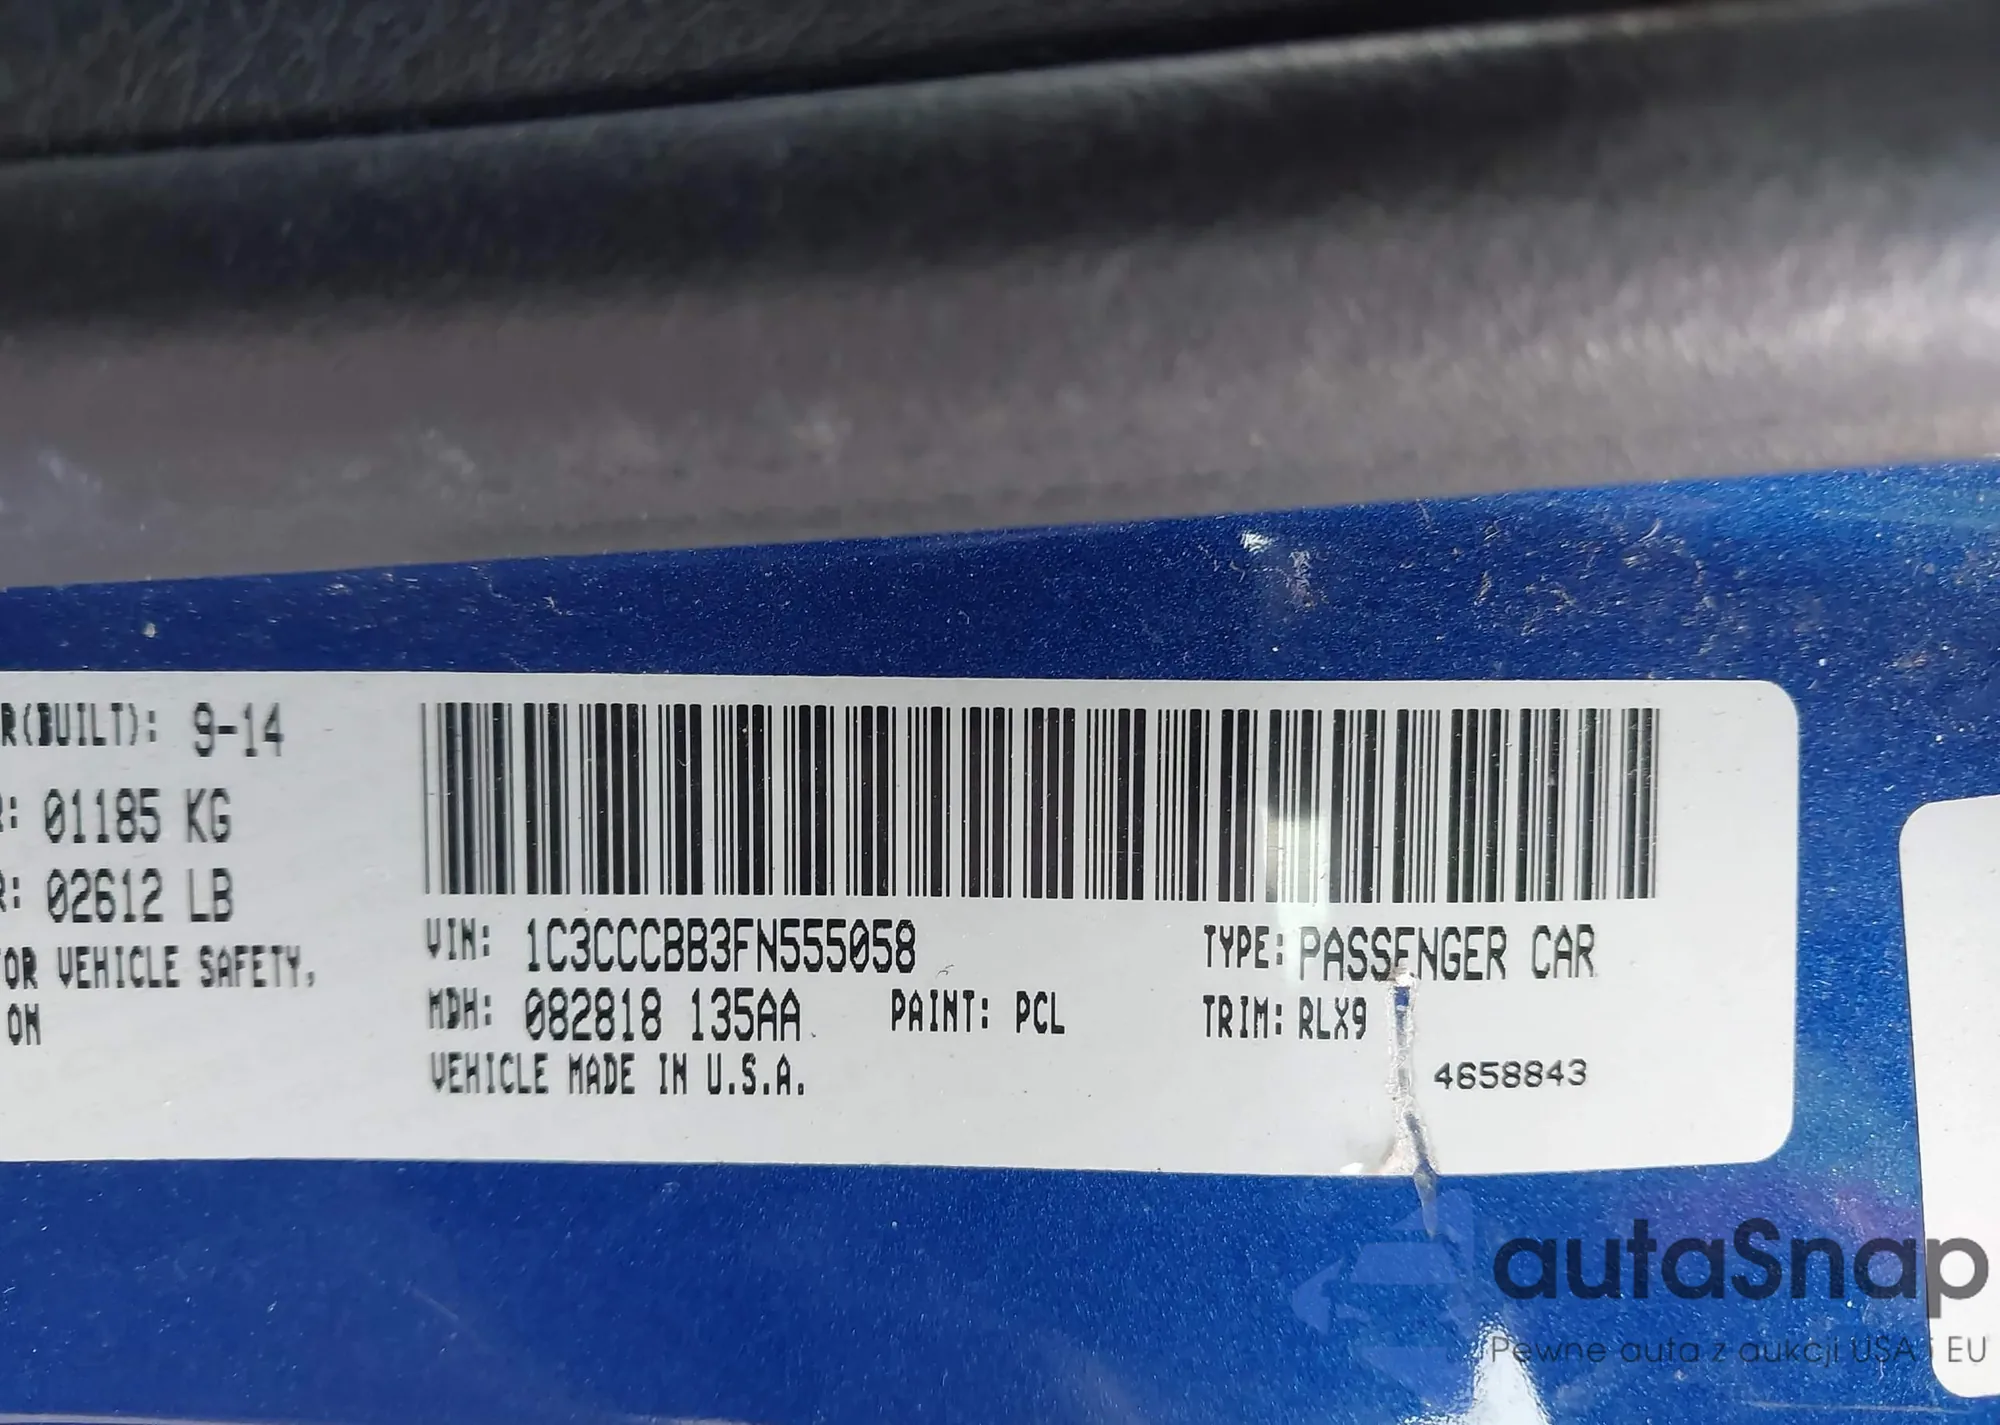 R(BUILT): 9-14
R: 01185 KG
R: 02612 LB
OR VEHICLE SAFETY,
ON
VIN: 1C3CCCBB3FN555058
TYPE: PASSENGER CAR
MDH: 082818 135AA
PAINT: PCL
TRIM: RLX9
VEHICLE MADE IN U.S.A.
4658843
autaSnap
Pewne auta z aukcji USA i EU